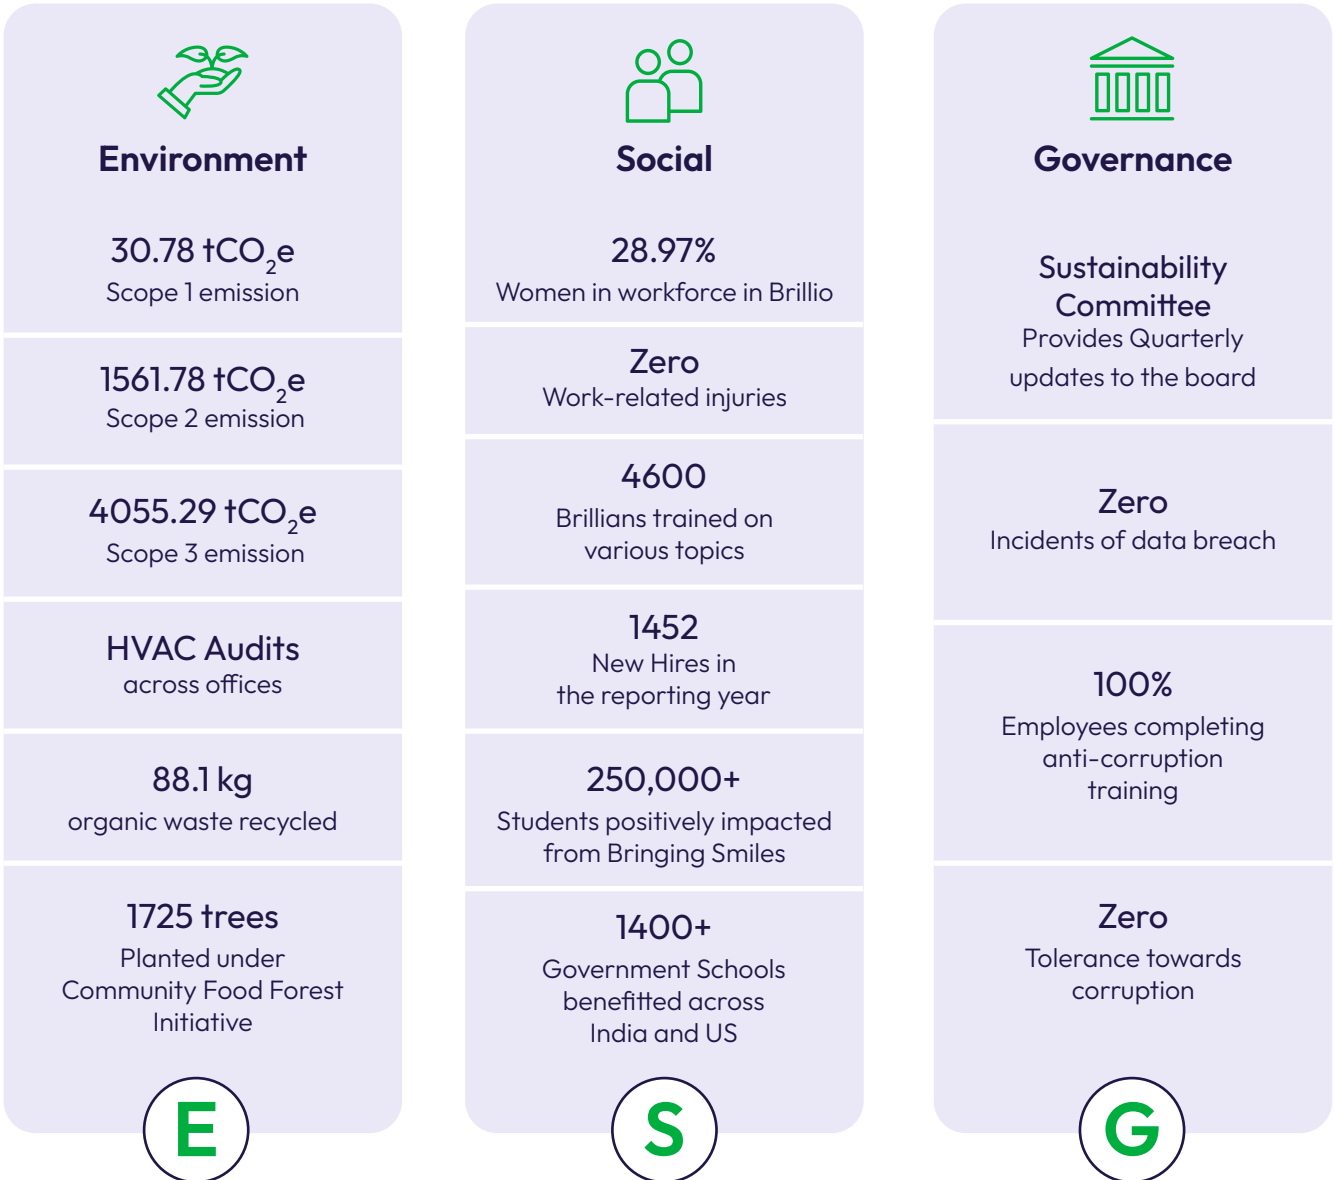 Environment
30.78 tCO₂e
Scope 1 emission
1561.78 tCO₂e
Scope 2 emission
4055.29 tCO₂e
Scope 3 emission
HVAC Audits
across offices
88.1 kg
organic waste recycled
1725 trees
Planted under
Community Food Forest
Initiative
E
Social
28.97%
Women in workforce in Brillio
Zero
Work-related injuries
4600
Brillians trained on
various topics
1452
New Hires in
the reporting year
250,000+
Students positively impacted
from Bringing Smiles
1400+
Government Schools
benefitted across
India and US
S
Governance
Sustainability
Committee
Provides Quarterly
updates to the board
Zero
Incidents of data breach
100%
Employees completing
anti-corruption
training
Zero
Tolerance towards
corruption
G